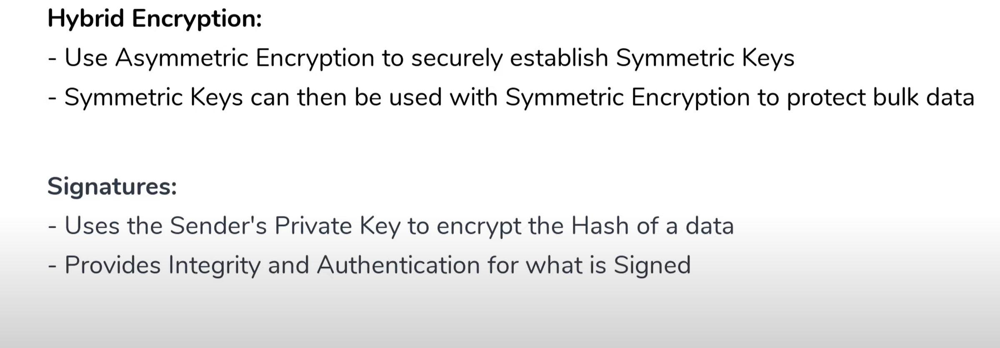 Hybrid Encryption:
- Use Asymmetric Encryption to securely establish Symmetric Keys
- Symmetric Keys can then be used with Symmetric Encryption to protect bulk data
Signatures:
- Uses the Sender's Private Key to encrypt the Hash of a data
- Provides Integrity and Authentication for what is Signed